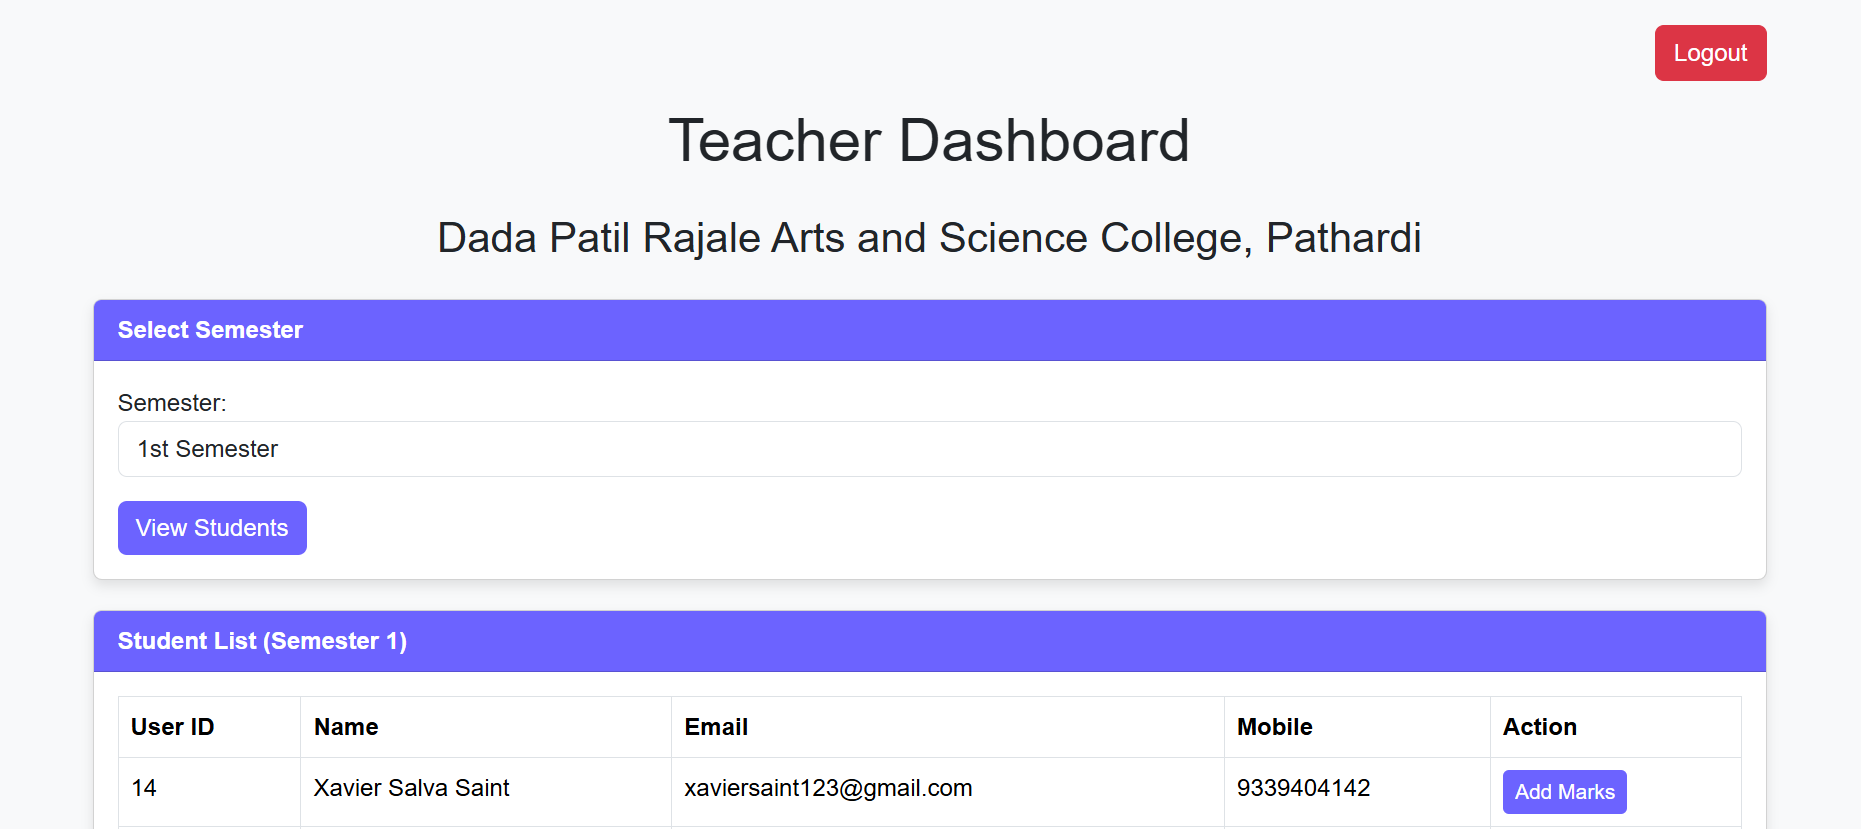 Logout
Teacher Dashboard
Dada Patil Rajale Arts and Science College, Pathardi
Select Semester
Semester:
1st Semester
View Students
Student List (Semester 1)
User ID Name Email Mobile Action
14 Xavier Salva Saint xaviersaint123@gmail.com 9339404142 Add Marks